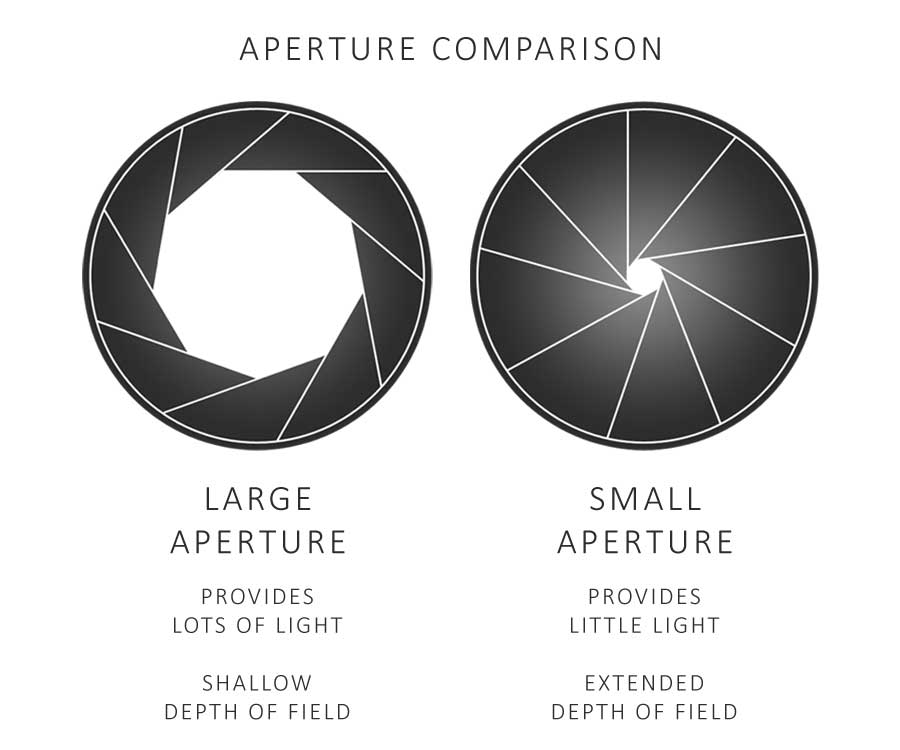 APERTURE COMPARISON
LARGE
APERTURE
PROVIDES
LOTS OF LIGHT
SHALLOW
DEPTH OF FIELD
SMALL
APERTURE
PROVIDES
LITTLE LIGHT
EXTENDED
DEPTH OF FIELD